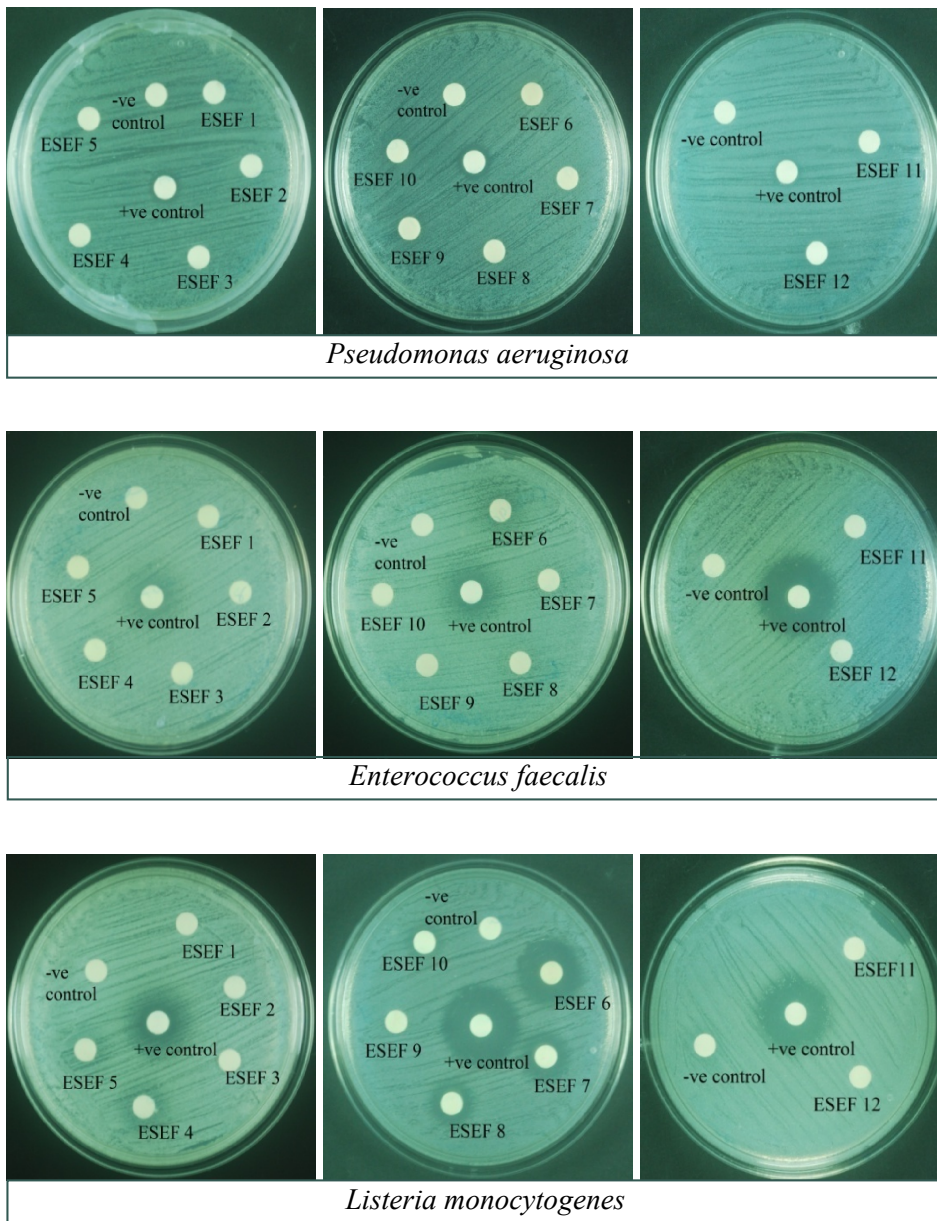 -ve
control
ESEF 1
ESEF 5
ESEF 2
+ve control
ESEF 4
ESEF 3
-ve
control
ESEF 6
ESEF 10
+ve control
ESEF 7
ESEF 9
ESEF 8
-ve control
ESEF 11
+ve control
ESEF 12
Pseudomonas aeruginosa
-ve
control
ESEF 1
ESEF 5
ESEF 2
+ve control
ESEF 4
ESEF 3
ESEF 6
-ve
control
ESEF 7
ESEF 10
+ve control
ESEF 9
ESEF 8
ESEF 11
-ve control
+ve control
ESEF 12
Enterococcus faecalis
ESEF 1
-ve
control
ESEF 2
+ve control
ESEF 5
ESEF 3
ESEF 4
-ve
control
ESEF 10
ESEF 6
ESEF 9
+ve control
ESEF 7
ESEF 8
ESEF11
+ve control
-ve control
ESEF 12
Listeria monocytogenes